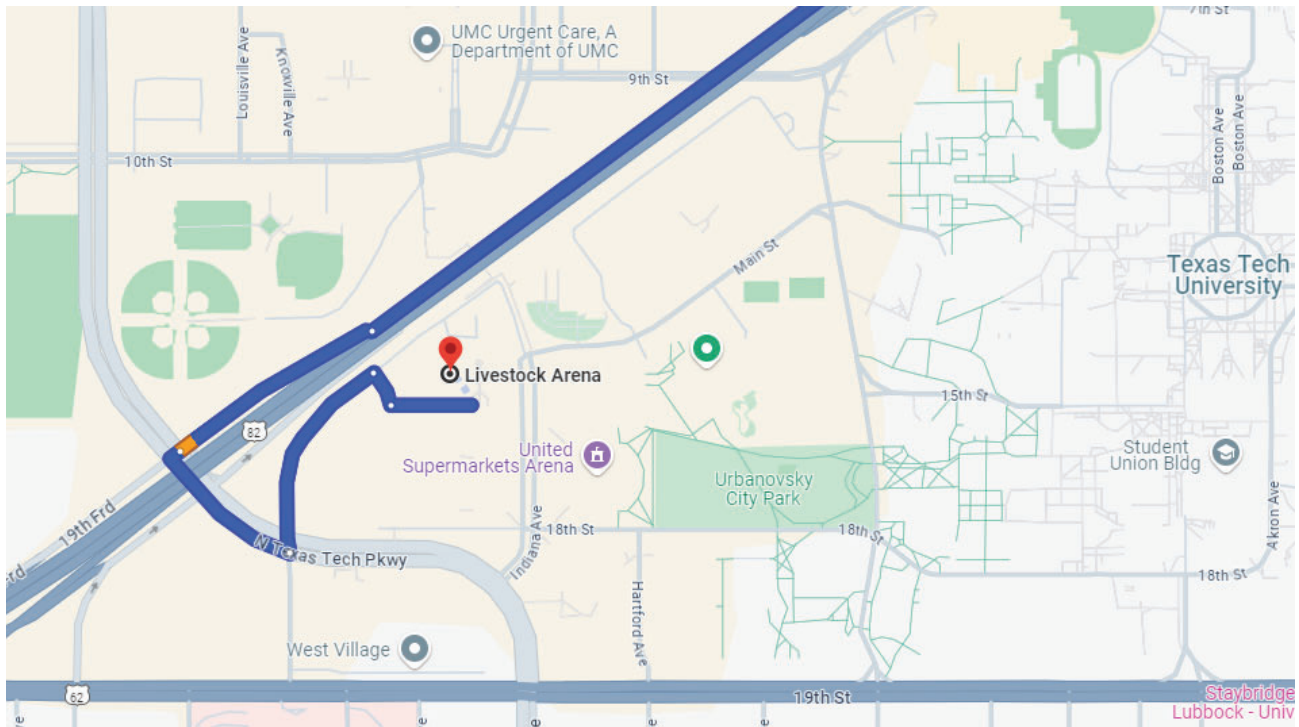 7th St
UMC Urgent Care, A
Department of UMC
Louisville Ave
Knoxville Ave
9th St
Boston Ave
Boston Ave
10th St
Main St
Texas Tech
University
Livestock Arena
15th St
82
United
Supermarkets Arena
Student
Union Bldg
Urbanovsky
City Park
19th Frd
Frd
18th St
18th St
N Texas Tech Pkwy
Indiana Ave
Akron Ave
18th St
Hartford Ave
West Village
62
19th St
Staybridge
Lubbock - Univ